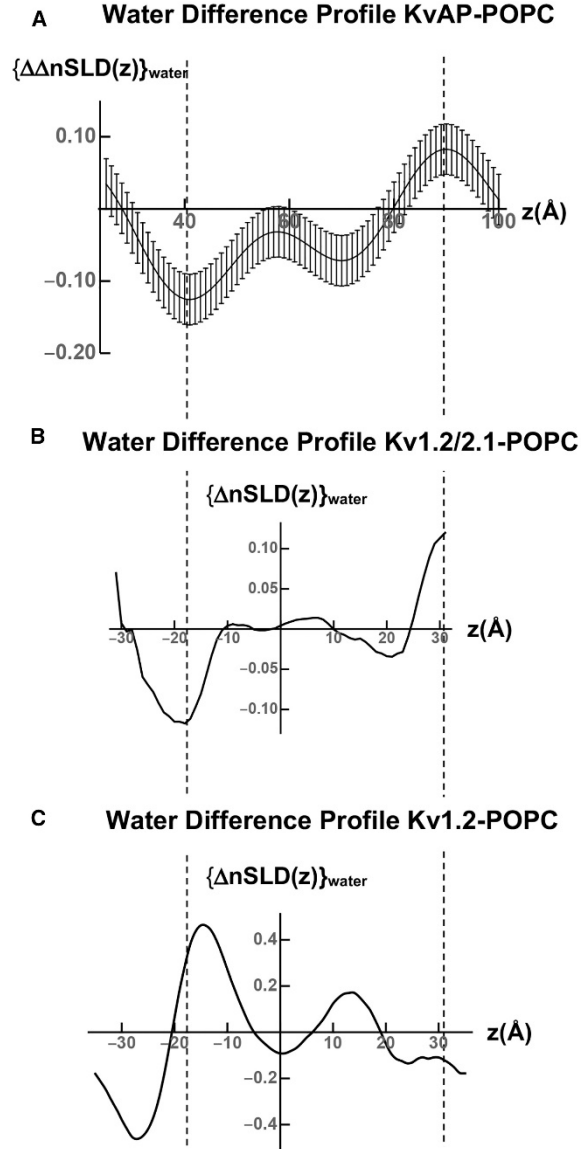 A
Water Difference Profile KvAP-POPC
{ΔΔnSLD(z)}water
0.10
40 60 80 100 z(Å)
−0.10
−0.20
B
Water Difference Profile Kv1.2/2.1-POPC
{ΔnSLD(z)}water
0.10
0.05
−30 −20 −10 10 20 30 z(Å)
−0.05
−0.10
C
Water Difference Profile Kv1.2-POPC
{ΔnSLD(z)}water
0.4
0.2
−30 −20 −10 0 10 20 30 z(Å)
−0.2
−0.4